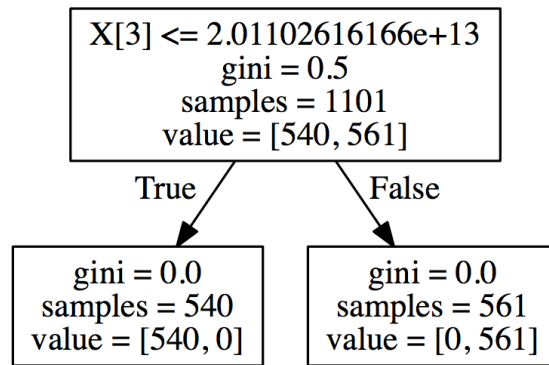 X[3] <= 2.01102616166e+13
gini = 0.5
samples = 1101
value = [540, 561]
True
False
gini = 0.0
samples = 540
value = [540, 0]
gini = 0.0
samples = 561
value = [0, 561]